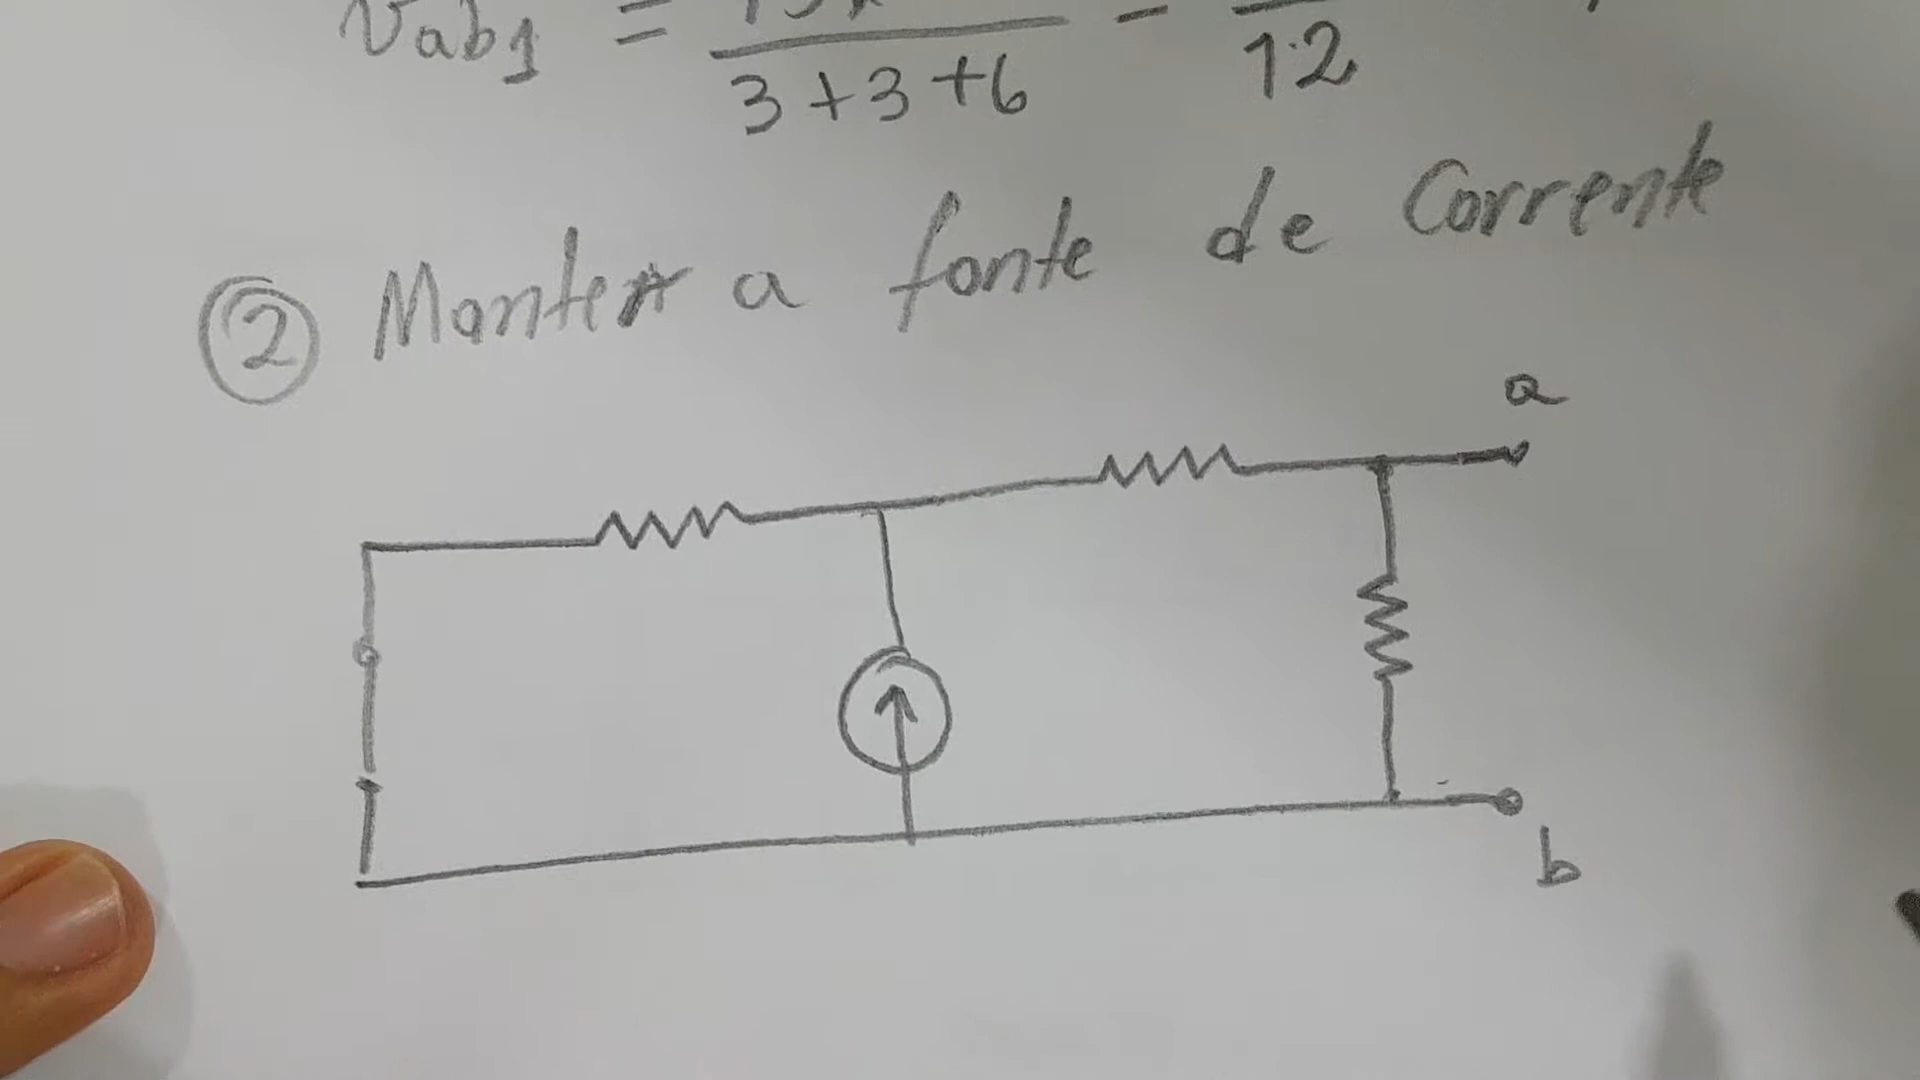 Vab1 = / 3+3+6 = / 12
② Manter a fonte de Corrente
a
b